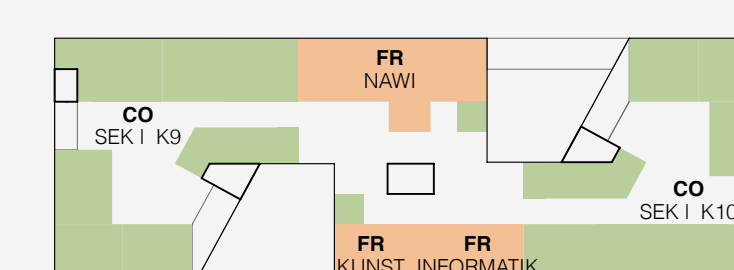 FR
NAWI
CO
SEK I K9
CO
SEK I K10
FR FR
KUNST INFORMATIK